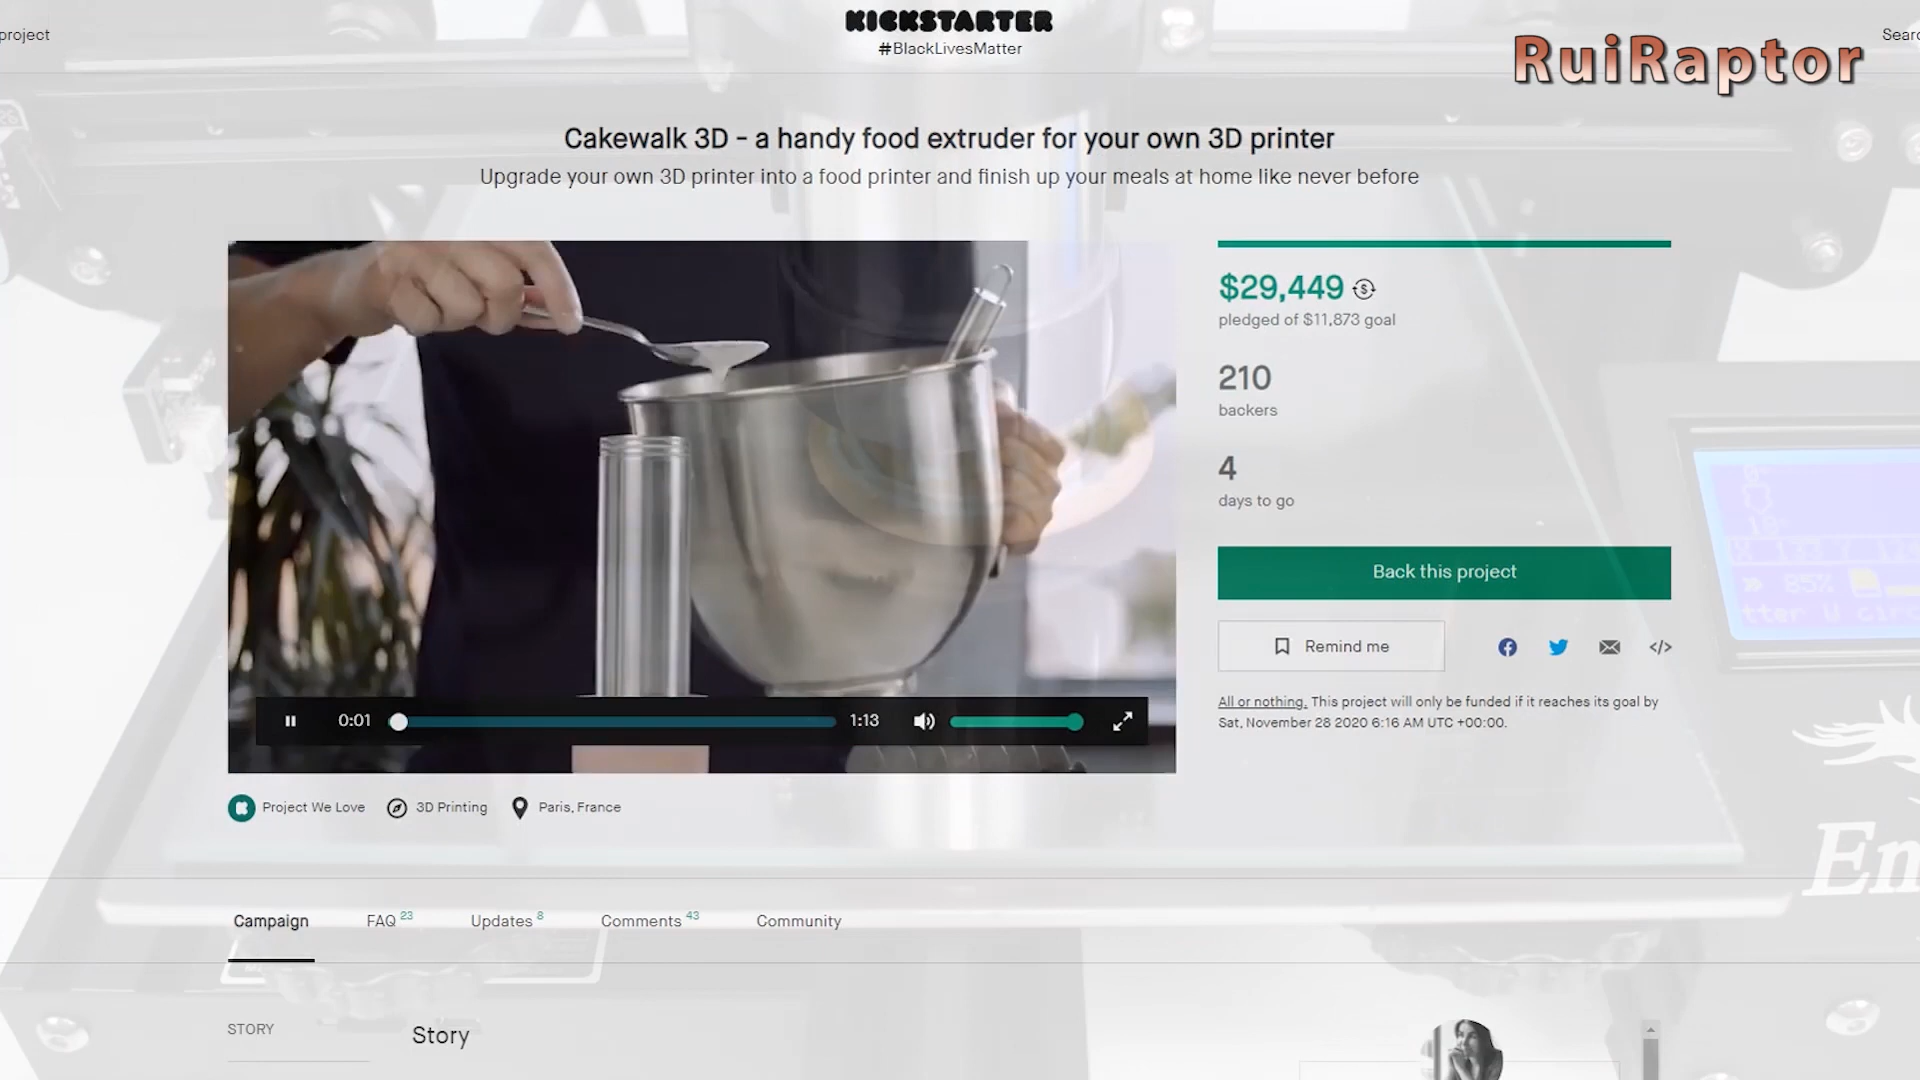 project
KICKSTARTER
#BlackLivesMatter
RuiRaptor
Cakewalk 3D - a handy food extruder for your own 3D printer
Upgrade your own 3D printer into a food printer and finish up your meals at home like never before
$29,449
pledged of $11,873 goal
210
backers
4
days to go
Back this project
Remind me
All or nothing. This project will only be funded if it reaches its goal by
Sat, November 28 2020 6:16 AM UTC +00:00.
85%
0:01
1:13
Project We Love
3D Printing
Paris, France
Campaign
FAQ 23
Updates 8
Comments 43
Community
STORY
Story